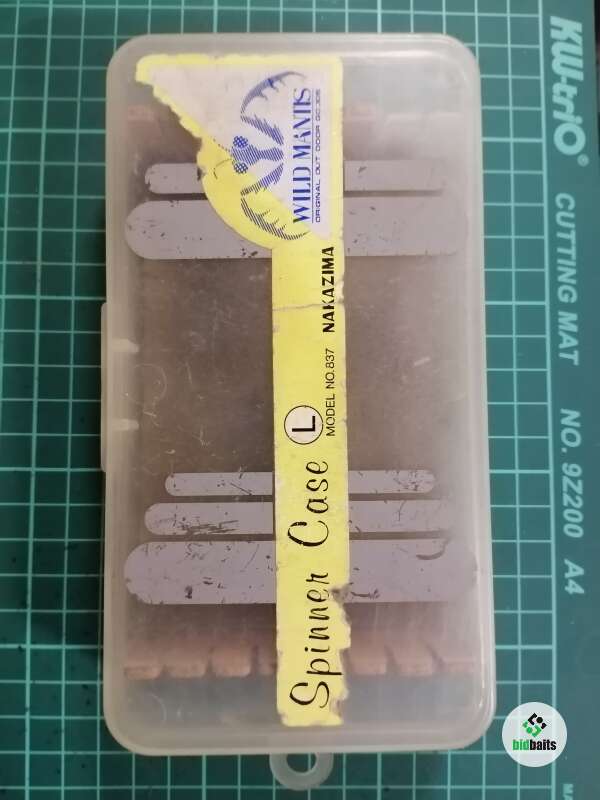 WILD MANTIS
ORIGINAL OUT DOOR GOODS
Spinner Case L MODEL NO.837 NAKAZIMA
KW-triO®
CUTTING MAT
NO. 9Z200 A4
bidbaits